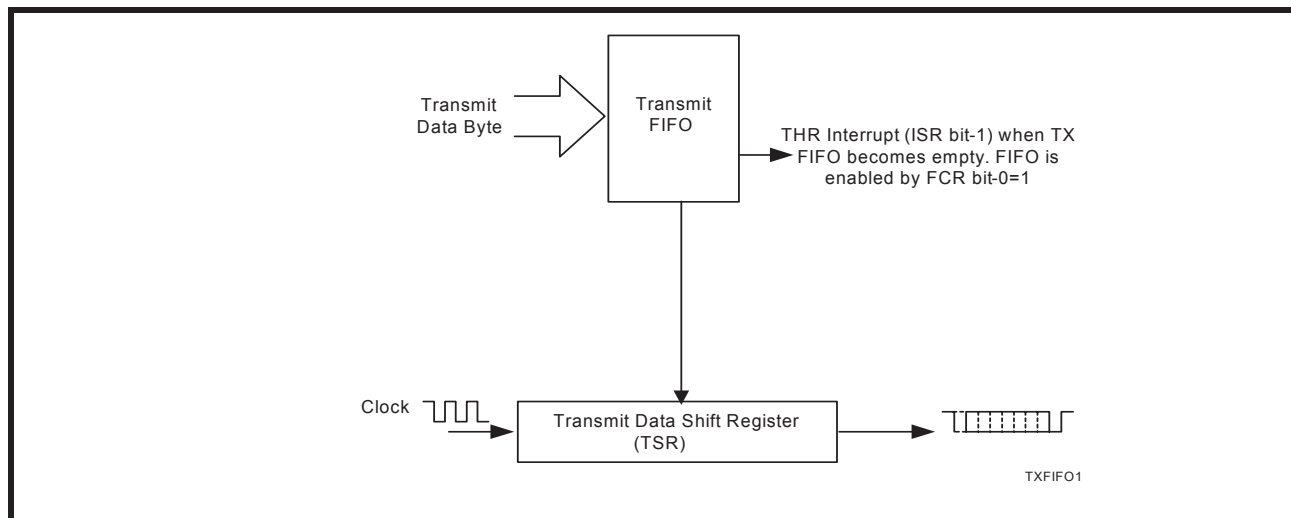 Transmit
Data Byte
Transmit
FIFO
THR Interrupt (ISR bit-1) when TX
FIFO becomes empty. FIFO is
enabled by FCR bit-0=1
Clock
Transmit Data Shift Register
(TSR)
TXFIFO1